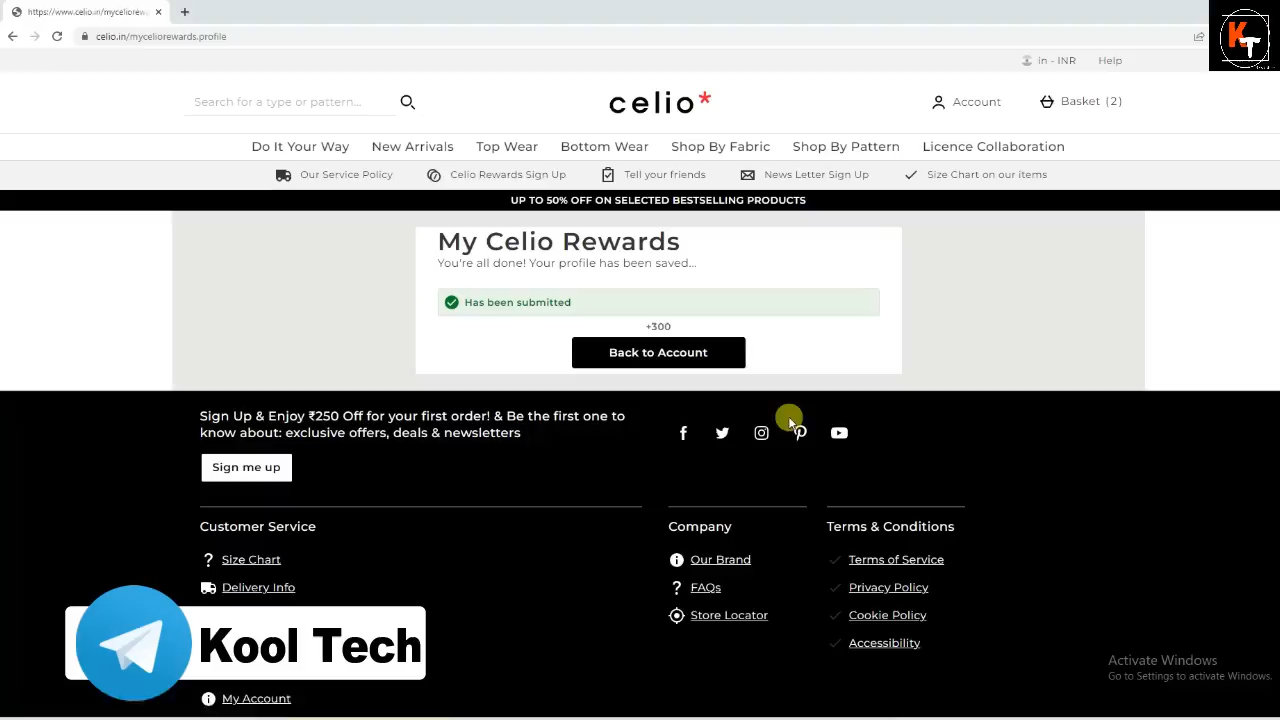 https://www.celio.in/myceliorewa
celio.in/myceliorewards.profile
KT
in - INR
Help
Search for a type or pattern...
celio*
Account
Basket (2)
Do It Your Way
New Arrivals
Top Wear
Bottom Wear
Shop By Fabric
Shop By Pattern
Licence Collaboration
Our Service Policy
Celio Rewards Sign Up
Tell your friends
News Letter Sign Up
Size Chart on our items
UP TO 50% OFF ON SELECTED BESTSELLING PRODUCTS
My Celio Rewards
You're all done! Your profile has been saved...
Has been submitted
+300
Back to Account
Sign Up & Enjoy ₹250 Off for your first order! & Be the first one to
know about: exclusive offers, deals & newsletters
Sign me up
Customer Service
Size Chart
Delivery Info
My Account
Company
Our Brand
FAQs
Store Locator
Terms & Conditions
Terms of Service
Privacy Policy
Cookie Policy
Accessibility
Kool Tech
Activate Windows
Go to Settings to activate Windows.